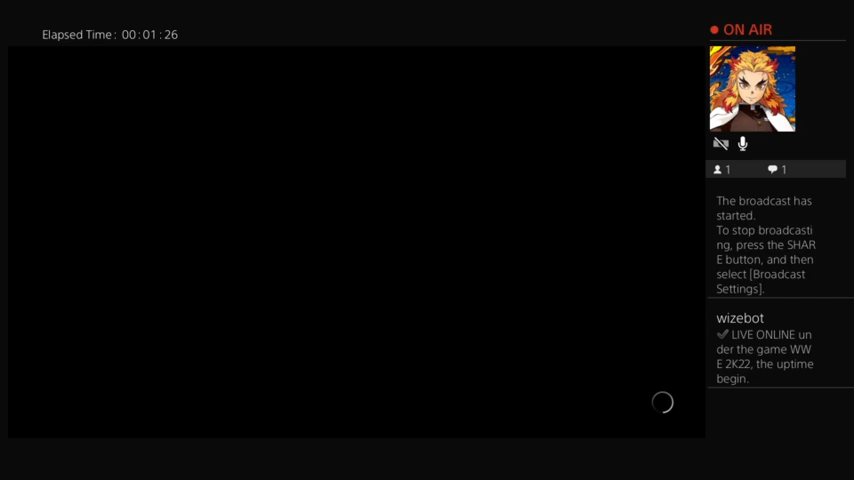 Elapsed Time: 00:01:26
ON AIR
1 1
The broadcast has
started.
To stop broadcasti
ng, press the SHAR
E button, and then
select [Broadcast
Settings].
wizebot
✓ LIVE ONLINE un
der the game WW
E 2K22, the uptime
begin.